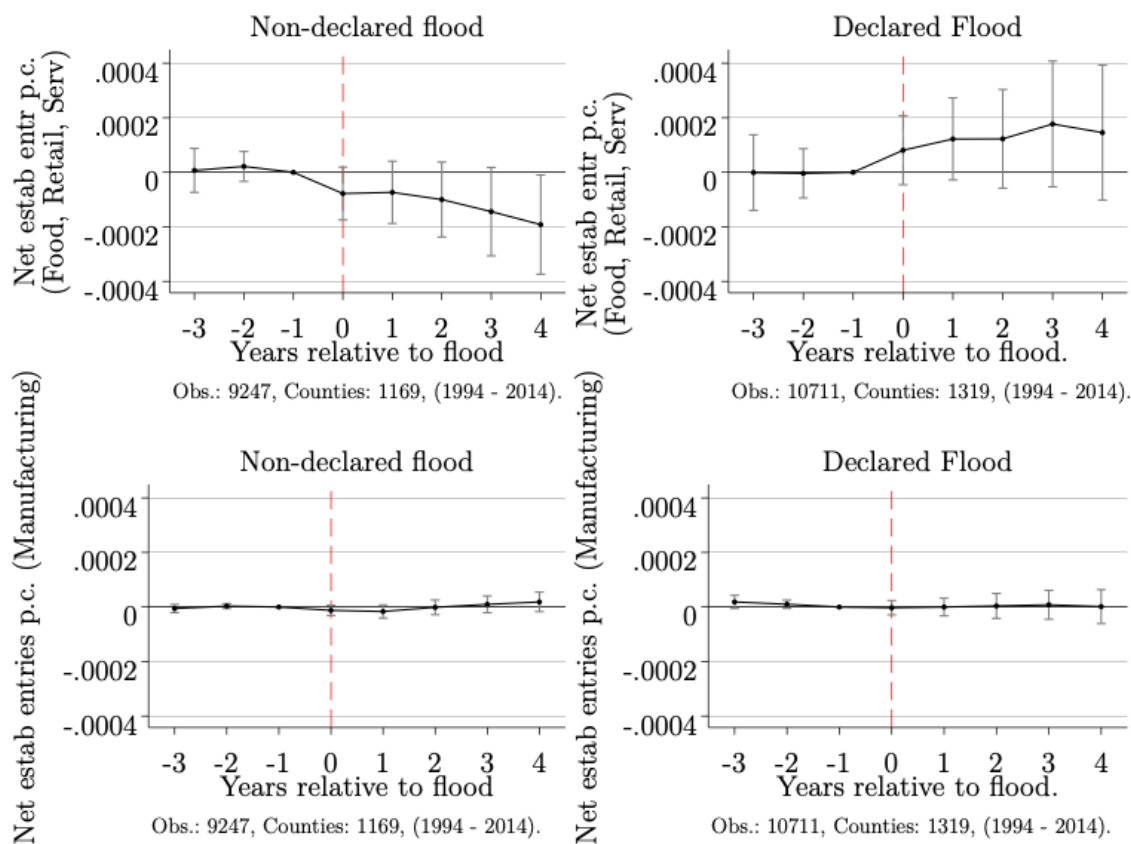 Non-declared flood
Net estab entr p.c.
(Food, Retail, Serv)
.0004
.0002
0
-.0002
-.0004
-3 -2 -1 0 1 2 3 4
Years relative to flood
Obs.: 9247, Counties: 1169, (1994 - 2014).
Declared Flood
Net estab entr p.c.
(Food, Retail, Serv)
.0004
.0002
0
-.0002
-.0004
-3 -2 -1 0 1 2 3 4
Years relative to flood.
Obs.: 10711, Counties: 1319, (1994 - 2014).
Non-declared flood
Net estab entries p.c. (Manufacturing)
.0004
.0002
0
-.0002
-.0004
-3 -2 -1 0 1 2 3 4
Years relative to flood
Obs.: 9247, Counties: 1169, (1994 - 2014).
Declared Flood
Net estab entries p.c. (Manufacturing)
.0004
.0002
0
-.0002
-.0004
-3 -2 -1 0 1 2 3 4
Years relative to flood.
Obs.: 10711, Counties: 1319, (1994 - 2014).